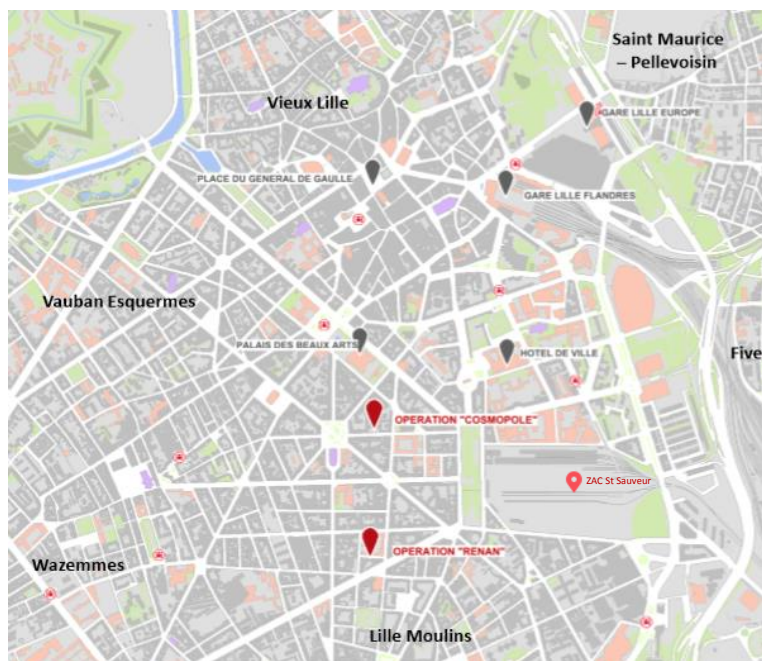 Saint Maurice
– Pellevoisin
Vieux Lille
GARE LILLE EUROPE
PLACE DU GENERAL DE GAULLE
GARE LILLE FLANDRES
Vauban Esquermes
PALAIS DES BEAUX ARTS
HOTEL DE VILLE
Five
OPERATION "COSMOPOLE"
ZAC St Sauveur
OPERATION "RENAN"
Wazemmes
Lille Moulins